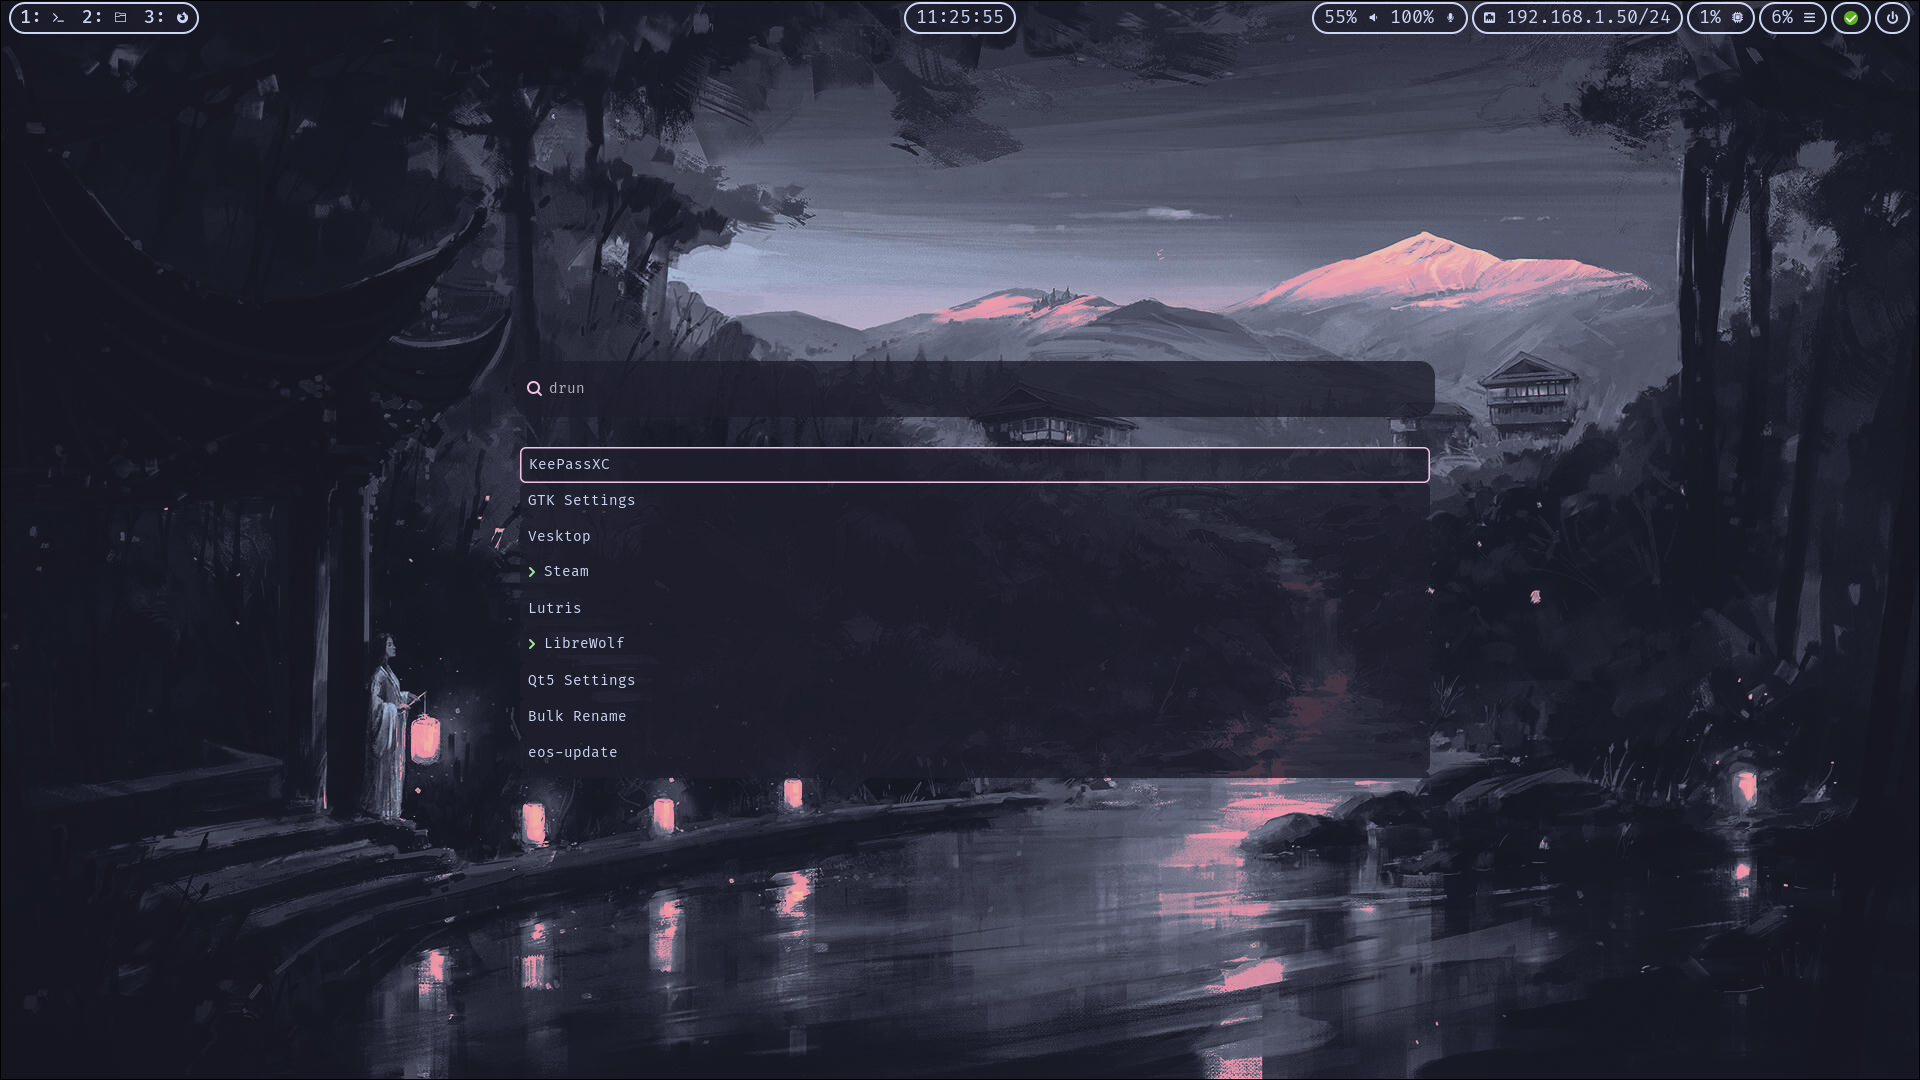 1: 2: 3:
11:25:55
55% 100%
192.168.1.50/24
1%
6%
drun
KeePassXC
GTK Settings
Vesktop
Steam
Lutris
LibreWolf
Qt5 Settings
Bulk Rename
eos-update